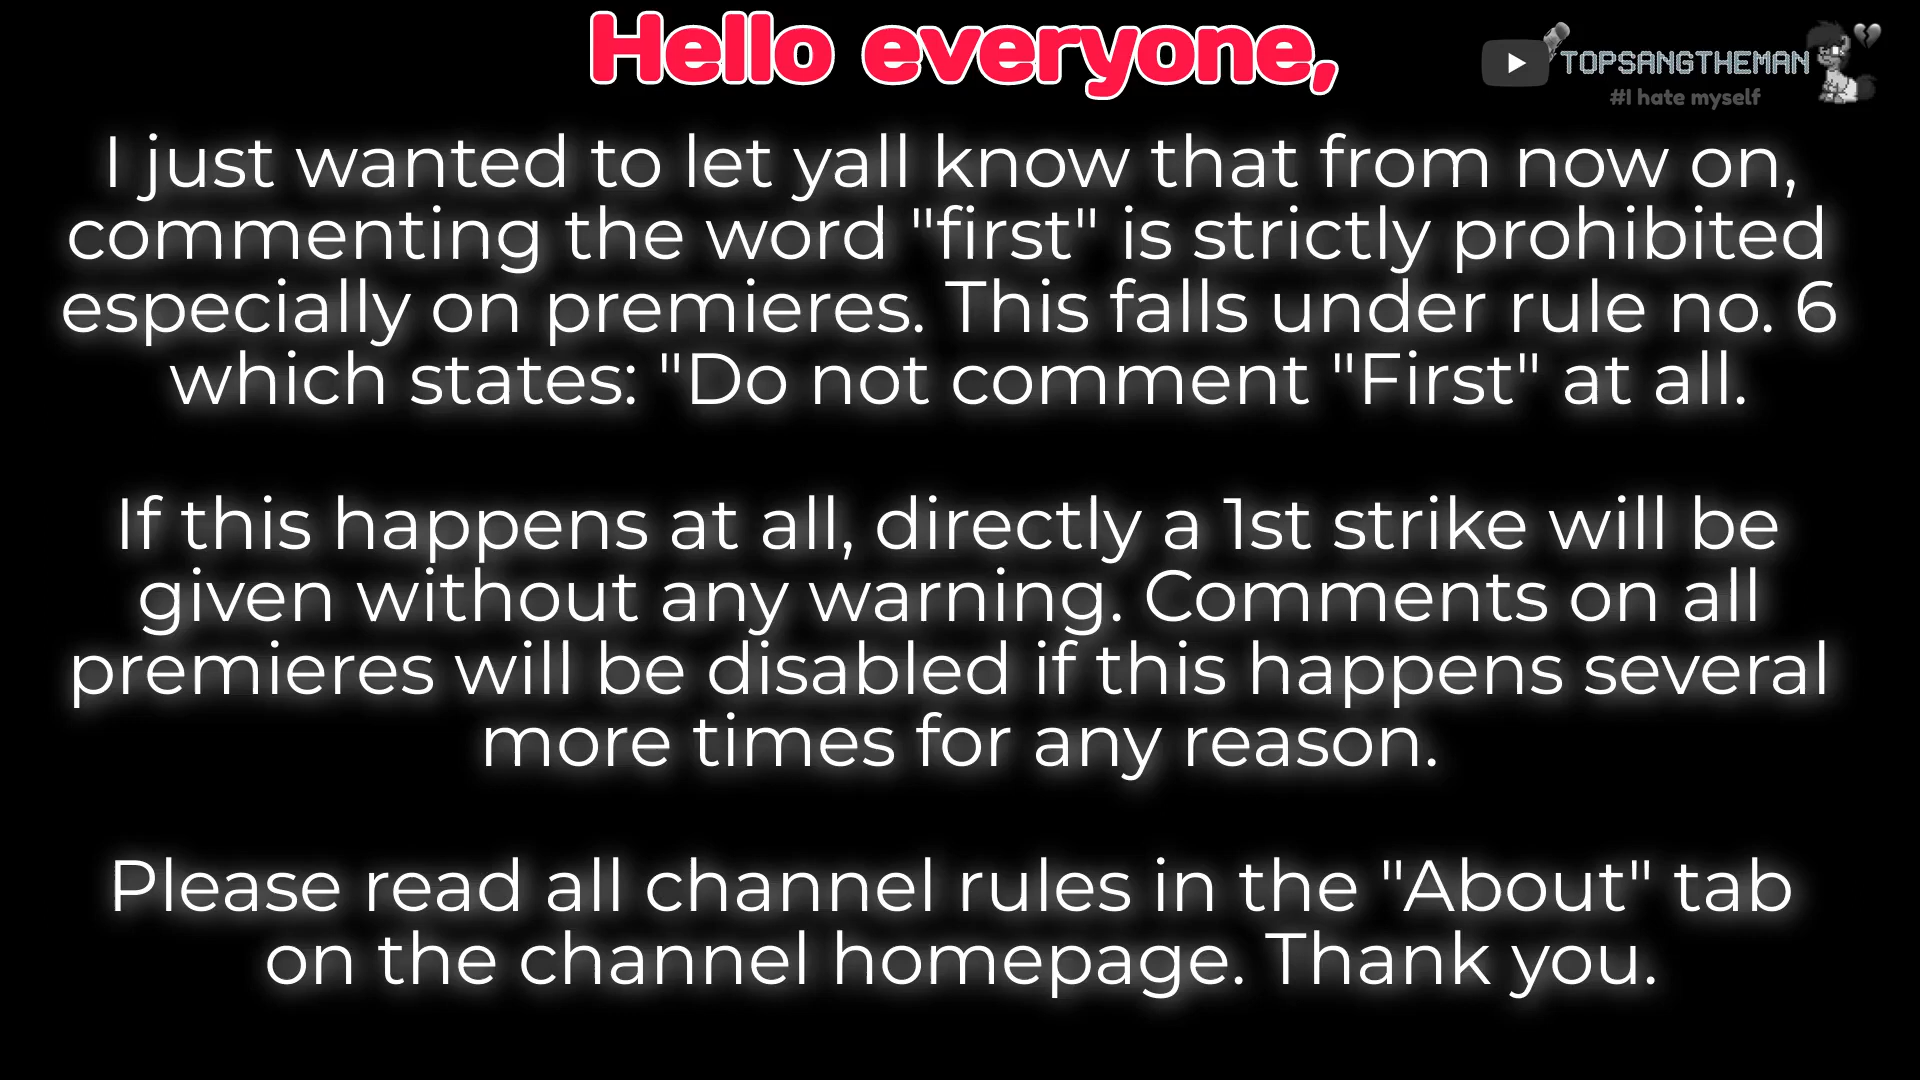 Hello everyone,
TOPSANGTHEMAN
#I hate myself
I just wanted to let yall know that from now on,
commenting the word "first" is strictly prohibited
especially on premieres. This falls under rule no. 6
which states: "Do not comment "First" at all.
If this happens at all, directly a 1st strike will be
given without any warning. Comments on all
premieres will be disabled if this happens several
more times for any reason.
Please read all channel rules in the "About" tab
on the channel homepage. Thank you.